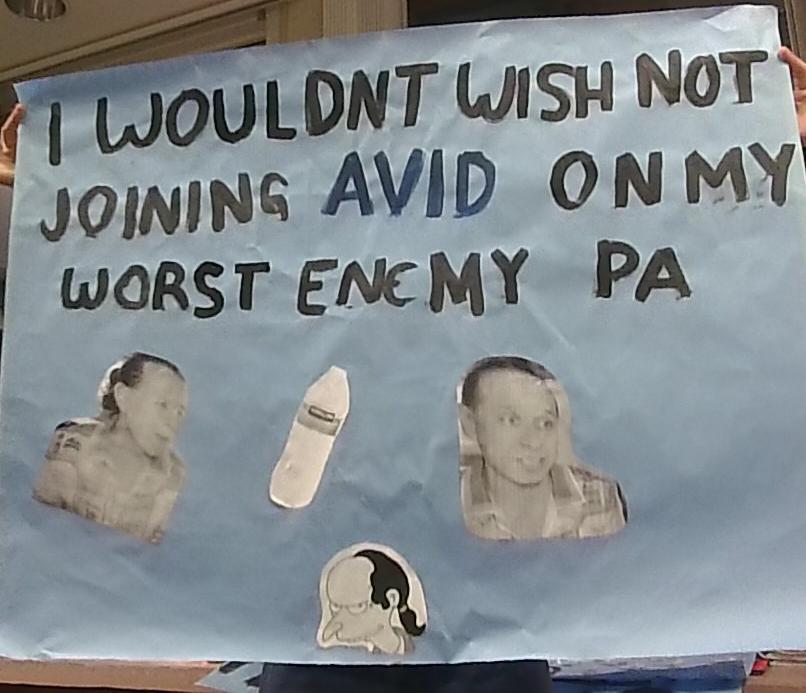 I WOULDNT WISH NOT
JOINING AVID ON MY
WORST ENEMY PA